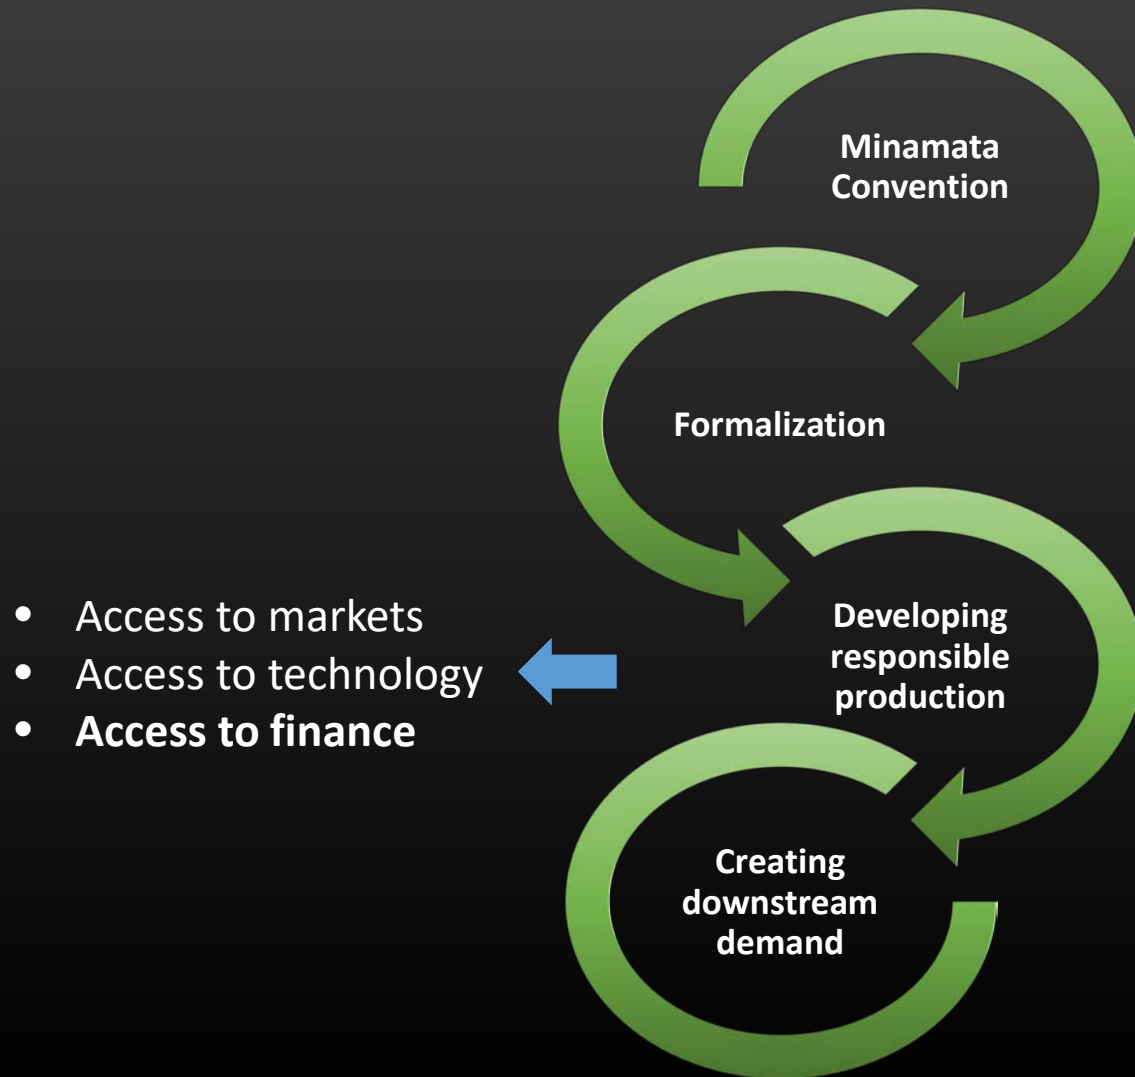 Minamata
Convention
Formalization
Developing
responsible
production
• Access to markets
• Access to technology
• Access to finance
Creating
downstream
demand